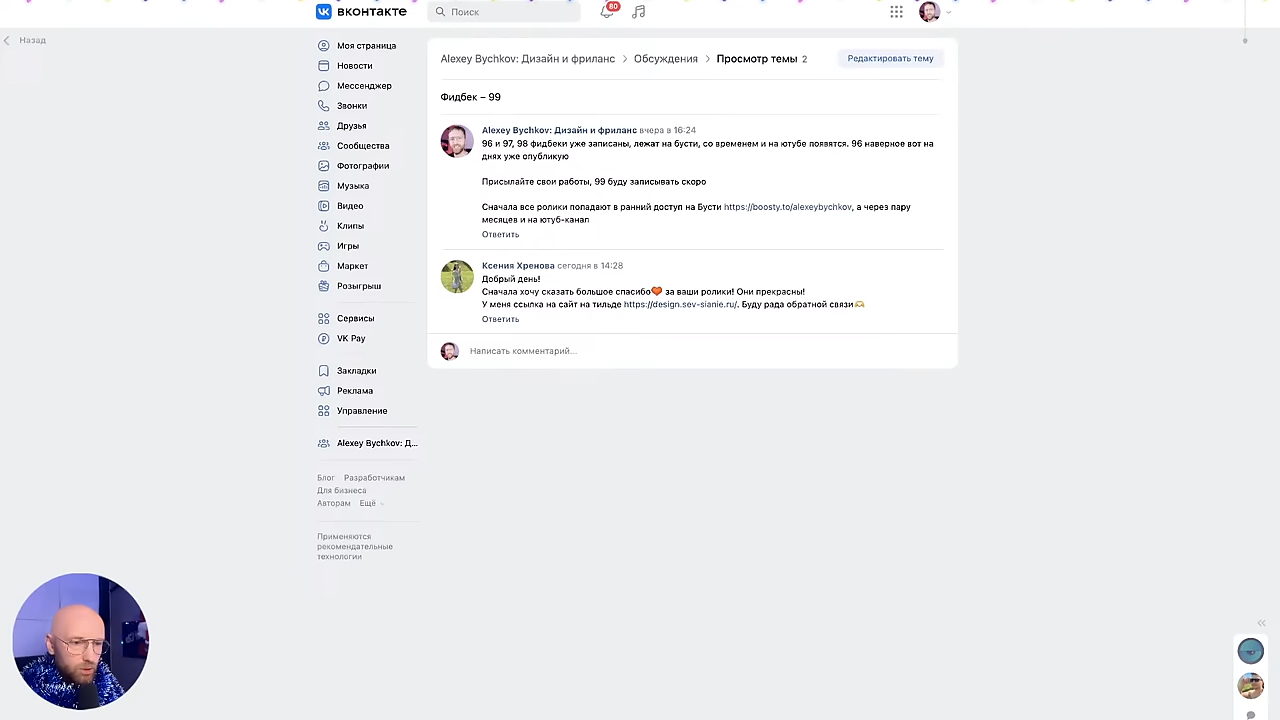 вконтакте
Поиск
80
Назад
Моя страница
Новости
Мессенджер
Звонки
Друзья
Сообщества
Фотографии
Музыка
Видео
Клипы
Игры
Маркет
Розыгрыш
Сервисы
VK Pay
Закладки
Реклама
Управление
Alexey Bychkov: Д...
Блог Разработчикам
Для бизнеса
Авторам Ещё
Применяются
рекомендательные
технологии
Alexey Bychkov: Дизайн и фриланс > Обсуждения > Просмотр темы 2
Редактировать тему
Фидбек – 99
Alexey Bychkov: Дизайн и фриланс вчера в 16:24
96 и 97, 98 фидбеки уже записаны, лежат на бусти, со временем и на ютубе появятся. 96 наверное вот на
днях уже опубликую
Присылайте свои работы, 99 буду записывать скоро
Сначала все ролики попадают в ранний доступ на Бусти https://boosty.to/alexeybychkov, а через пару
месяцев и на ютуб-канал
Ответить
Ксения Хренова сегодня в 14:28
Добрый день!
Сначала хочу сказать большое спасибо❤ за ваши ролики! Они прекрасны!
У меня ссылка на сайт на тильде https://design.sev-sianie.ru/. Буду рада обратной связи🫶
Ответить
Написать комментарий...